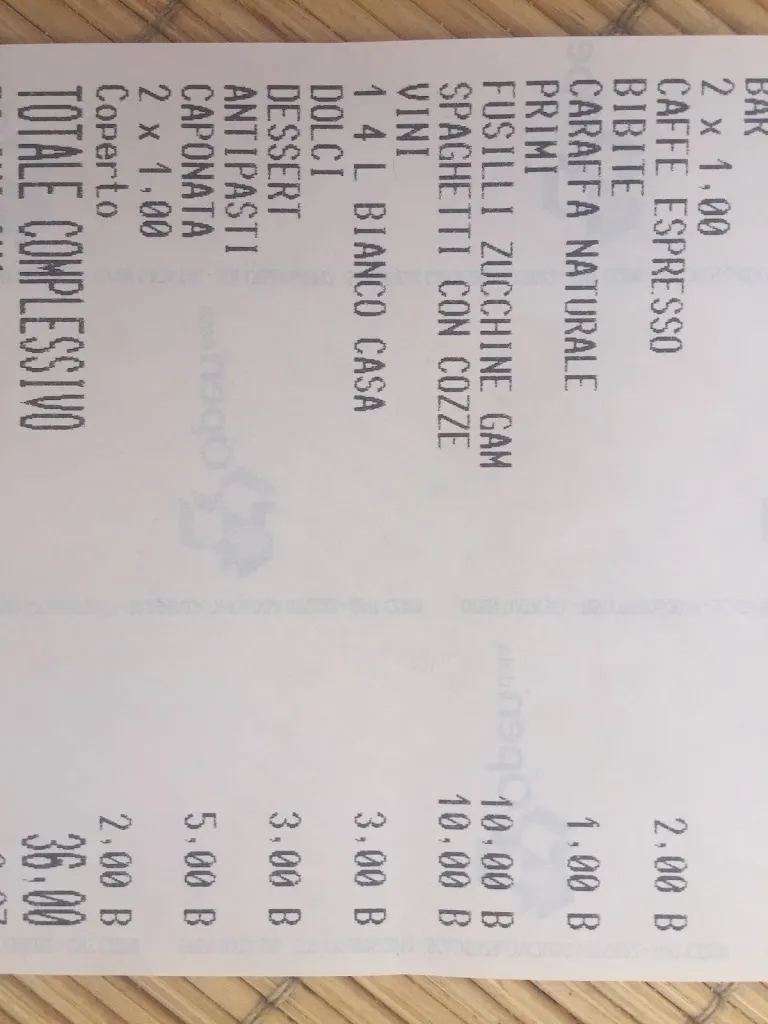 BAR
2 x 1,00
CAFFE ESPRESSO 2,00 B
BIBITE
CARAFFA NATURALE 1,00 B
PRIMI
FUSILLI ZUCCHINE GAM 10,00 B
SPAGHETTI CON COZZE 10,00 B
VINI
1 4 L BIANCO CASA 3,00 B
DOLCI
DESSERT 3,00 B
ANTIPASTI
CAPONATA 5,00 B
2 x 1,00
Coperto 2,00 B
TOTALE COMPLESSIVO 36,00